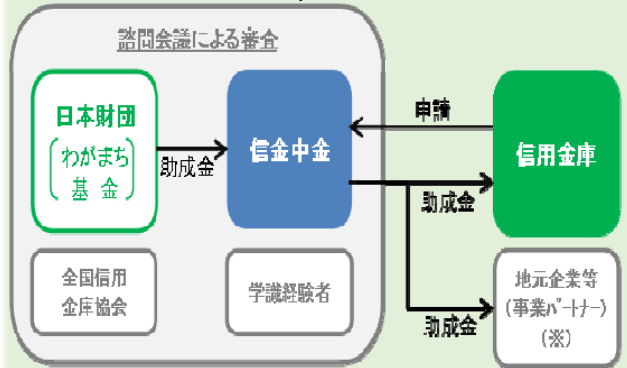 諮問会議による審査
日本財団
(わがまち
基 金)
助成金
信金中金
申請
信用金庫
助成金
全国信用
金庫協会
学識経験者
助成金
地元企業等
(事業パートナー)
(※)